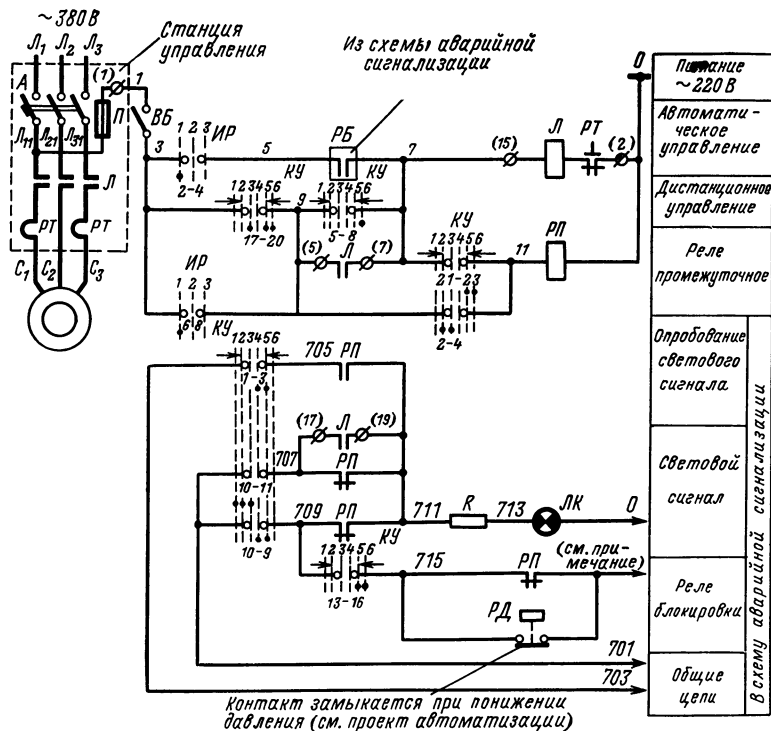 ~380В
Л1 Л2 Л3
Станция
управления
Из схемы аварийной
сигнализации
О
А
(1)
1
П
ВБ
Л11 Л21 Л31
Л
РТ РТ
С1 С2 С3
3
1 2 3 ИР
2-4
5
РБ
7
(15)
Л
РТ
(2)
КУ
123456
17-20
9
КУ
123456
5-8
(5) Л (7)
КУ
123456
21-23
11
РП
ИР
1 2 3
6 8
КУ
2-4
Питание
~220В
Автомати-
ческое
управление
Дистанционное
управление
Реле
промежуточное
Опробование
светового
сигнала
Световой
сигнал
Реле
блокировки
Общие
цепи
В схему аварийной сигнализации
123456
1-3
705 РП
(17) Л (19)
707 РП
10-11
709 РП
10-9
711 R 713 ЛК О
КУ
123456
13-16
715 РП
(см. при-
мечание)
РД
701
703
Контакт замыкается при понижении
давления (см. проект автоматизации)